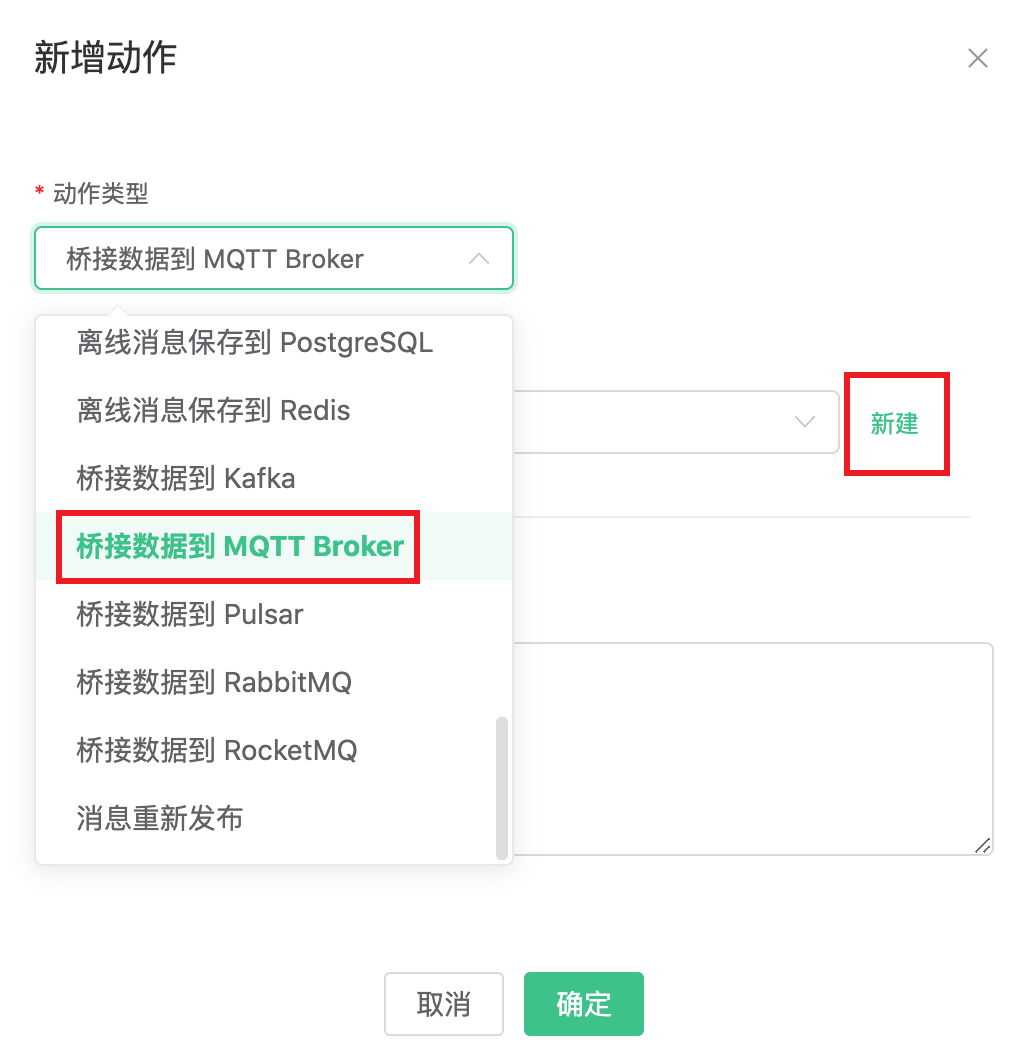 新增动作
* 动作类型
桥接数据到 MQTT Broker
离线消息保存到 PostgreSQL
离线消息保存到 Redis
新建
桥接数据到 Kafka
桥接数据到 MQTT Broker
桥接数据到 Pulsar
桥接数据到 RabbitMQ
桥接数据到 RocketMQ
消息重新发布
取消
确定